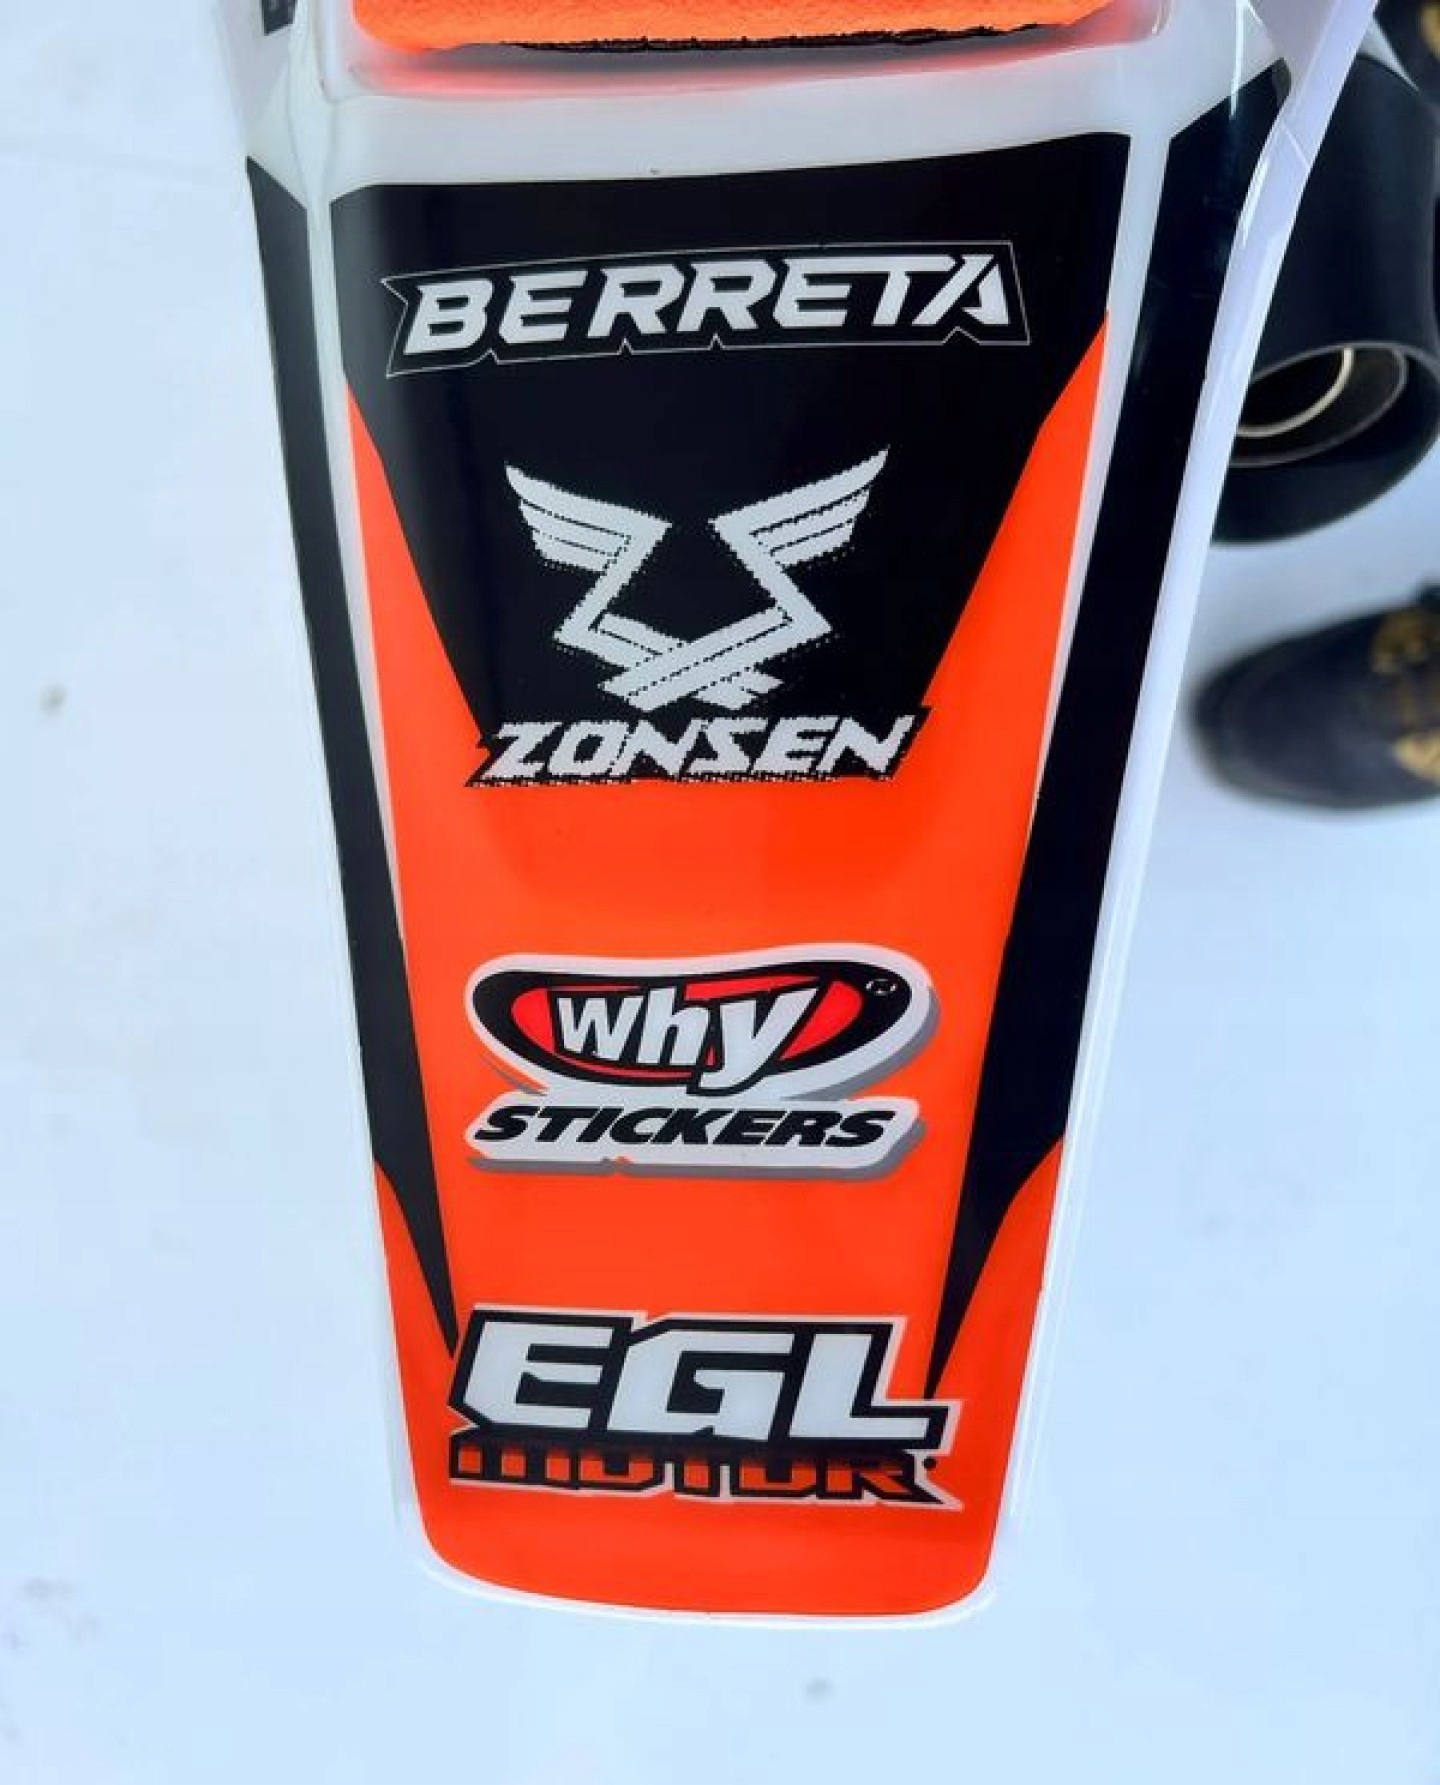 BERRETA
ZONSEN
why
STICKERS
EGL
MOTOR